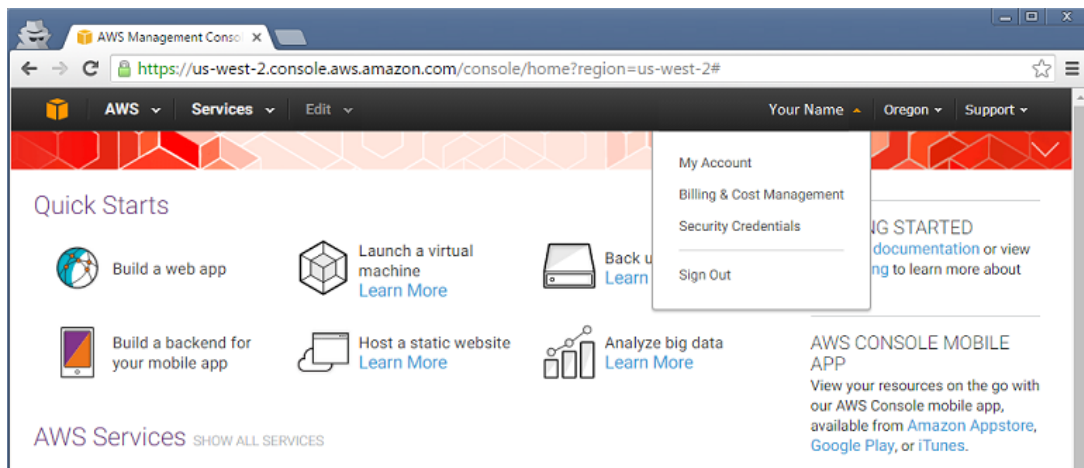 AWS Management Conso
https://us-west-2.console.aws.amazon.com/console/home?region=us-west-2#
AWS Services Edit Your Name Oregon Support
My Account
Billing & Cost Management
Security Credentials
Sign Out
Quick Starts
Build a web app
Launch a virtual
machine
Learn More
Back u
Learn
Build a backend for
your mobile app
Host a static website
Learn More
Analyze big data
Learn More
AWS Services SHOW ALL SERVICES
NG STARTED
documentation or view
ng to learn more about
AWS CONSOLE MOBILE
APP
View your resources on the go with
our AWS Console mobile app,
available from Amazon Appstore,
Google Play, or iTunes.